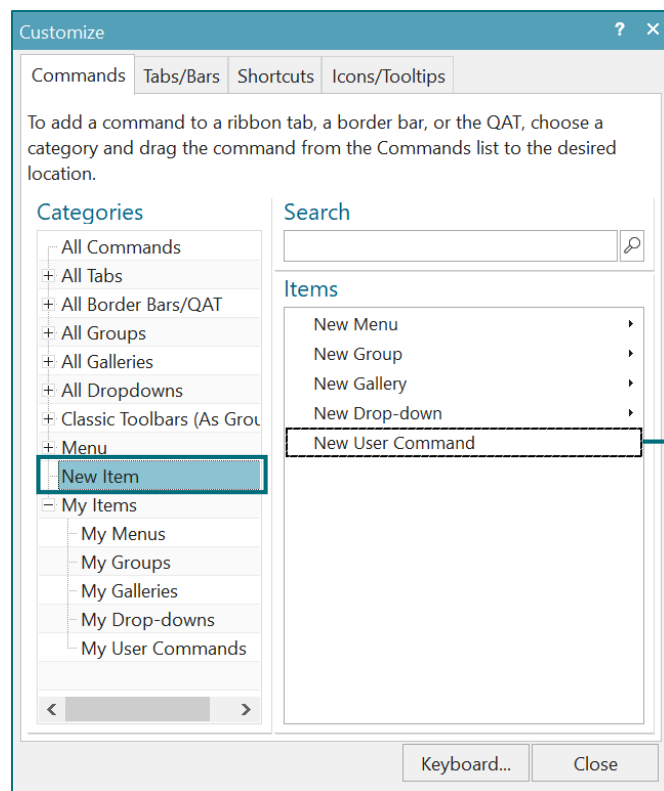 Customize ? ×
Commands Tabs/Bars Shortcuts Icons/Tooltips
To add a command to a ribbon tab, a border bar, or the QAT, choose a
category and drag the command from the Commands list to the desired
location.
Categories
All Commands
All Tabs
All Border Bars/QAT
All Groups
All Galleries
All Dropdowns
Classic Toolbars (As Grou
Menu
New Item
My Items
My Menus
My Groups
My Galleries
My Drop-downs
My User Commands
Search
Items
New Menu
New Group
New Gallery
New Drop-down
New User Command
Keyboard... Close